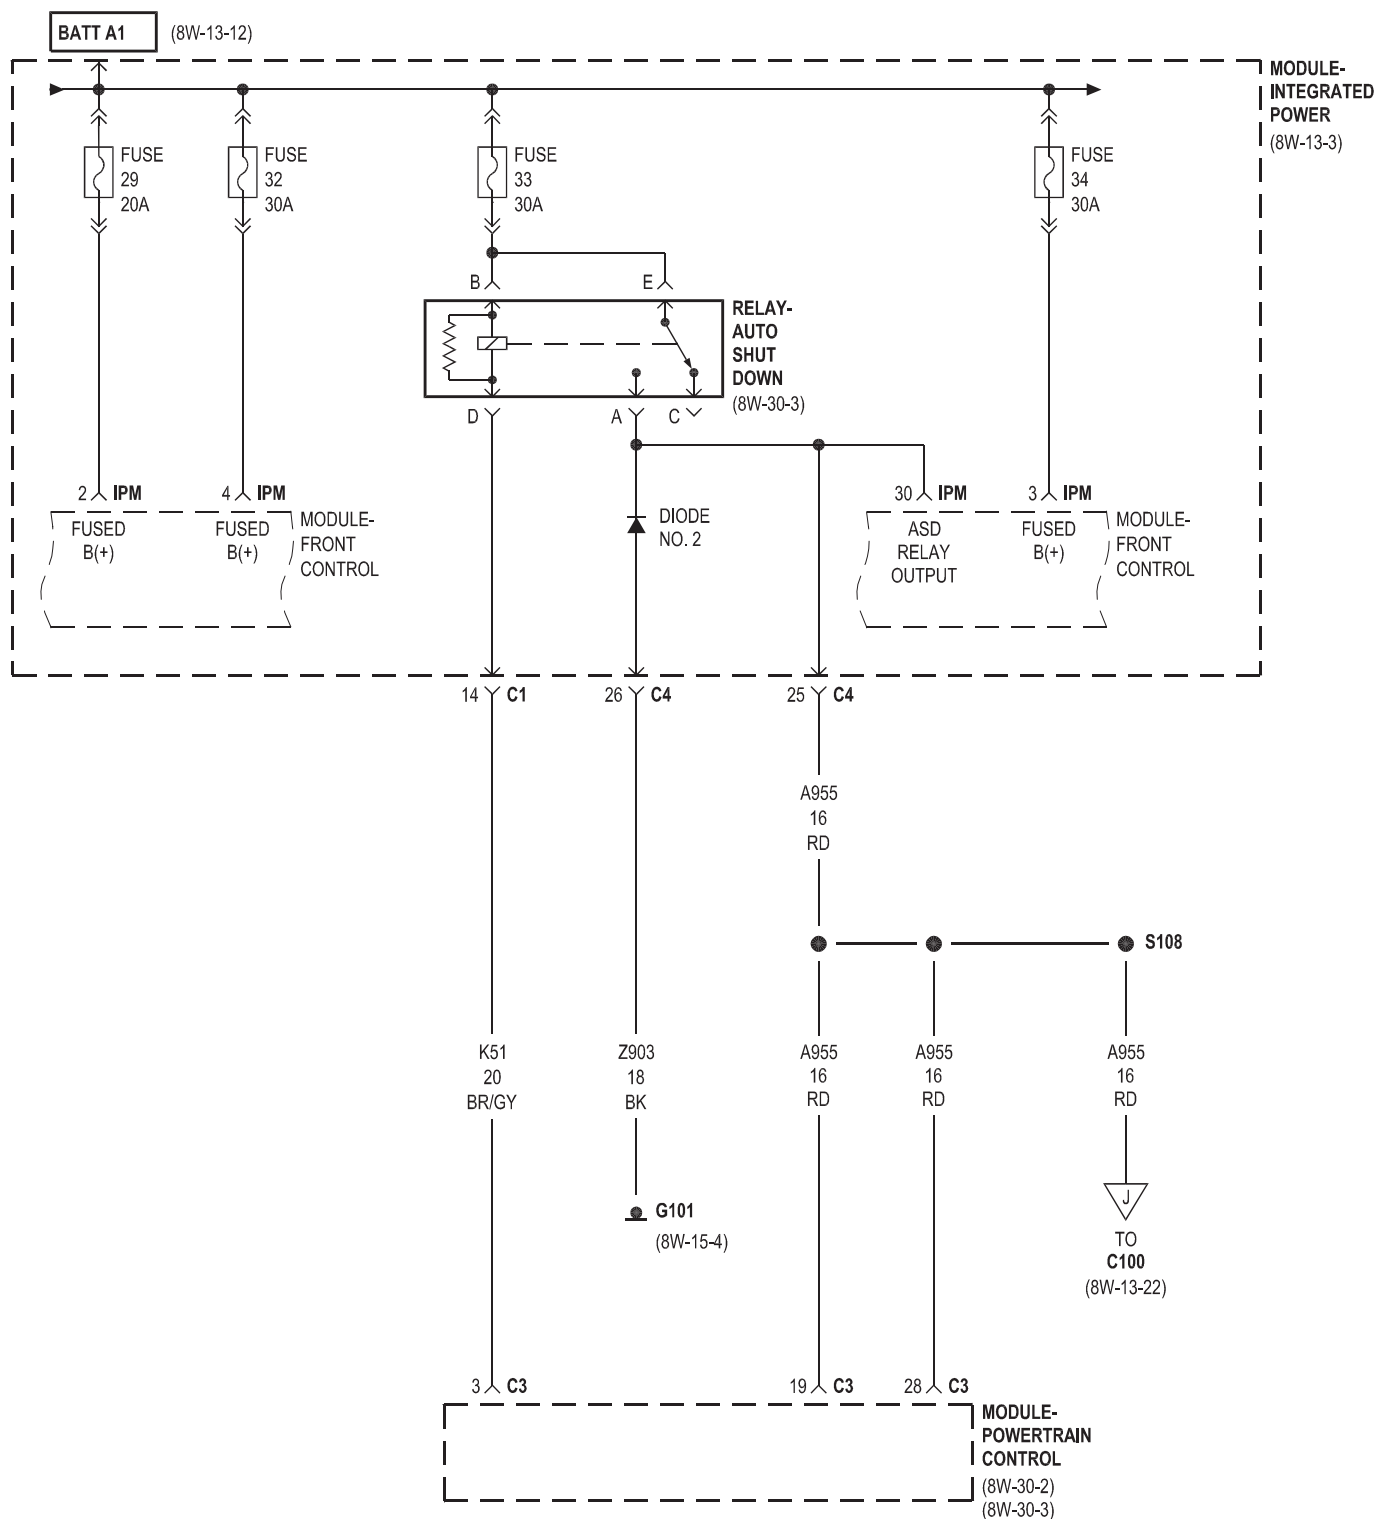 BATT A1 (8W-13-12)
MODULE-
INTEGRATED
POWER
(8W-13-3)
FUSE
29
20A
FUSE
32
30A
FUSE
33
30A
FUSE
34
30A
B
E
RELAY-
AUTO
SHUT
DOWN
(8W-30-3)
D
A
C
2 IPM
4 IPM
30 IPM
3 IPM
FUSED
B(+)
FUSED
B(+)
MODULE-
FRONT
CONTROL
DIODE
NO. 2
ASD
RELAY
OUTPUT
FUSED
B(+)
MODULE-
FRONT
CONTROL
14 C1
26 C4
25 C4
A955
16
RD
S108
K51
20
BR/GY
Z903
18
BK
A955
16
RD
A955
16
RD
A955
16
RD
G101
(8W-15-4)
J
TO
C100
(8W-13-22)
3 C3
19 C3
28 C3
MODULE-
POWERTRAIN
CONTROL
(8W-30-2)
(8W-30-3)